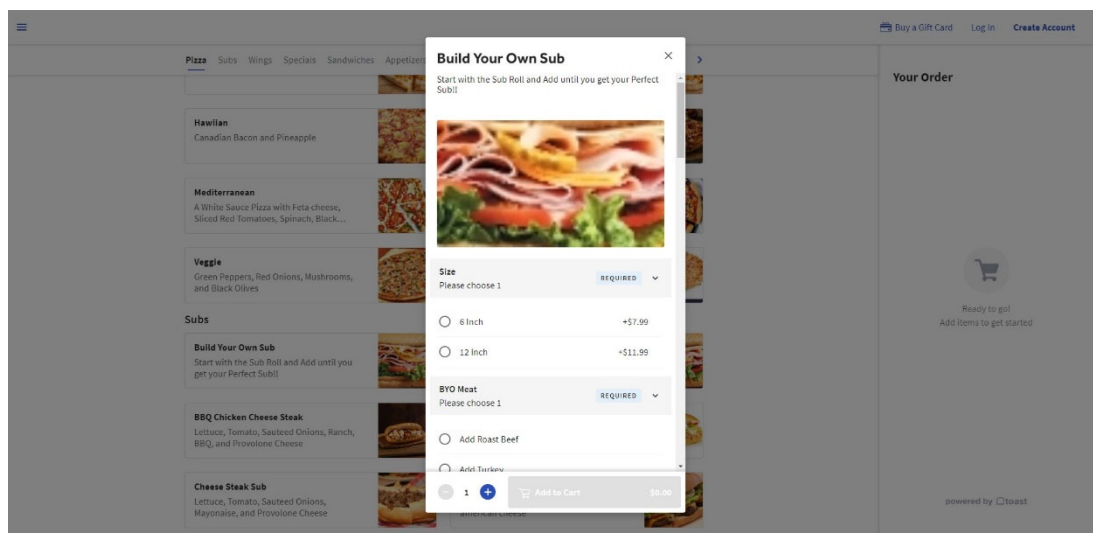 Buy a Gift Card Log In Create Account
Pizza Subs Wings Specials Sandwiches Appetizers
Hawiian
Canadian Bacon and Pineapple
Mediterranean
A White Sauce Pizza with Feta cheese,
Sliced Red Tomatoes, Spinach, Black...
Veggie
Green Peppers, Red Onions, Mushrooms,
and Black Olives
Subs
Build Your Own Sub
Start with the Sub Roll and Add until you
get your Perfect Sub!!
BBQ Chicken Cheese Steak
Lettuce, Tomato, Sauteed Onions, Ranch,
BBQ, and Provolone Cheese
Cheese Steak Sub
Lettuce, Tomato, Sauteed Onions,
Mayonaise, and Provolone Cheese
Build Your Own Sub
Start with the Sub Roll and Add until you get your Perfect
Sub!!
Size
Please choose 1
REQUIRED
6 Inch +$7.99
12 Inch +$11.99
BYO Meat
Please choose 1
REQUIRED
Add Roast Beef
Add Turkey
1
Add to Cart $0.00
american cheese
Your Order
Ready to go!
Add items to get started
powered by toast